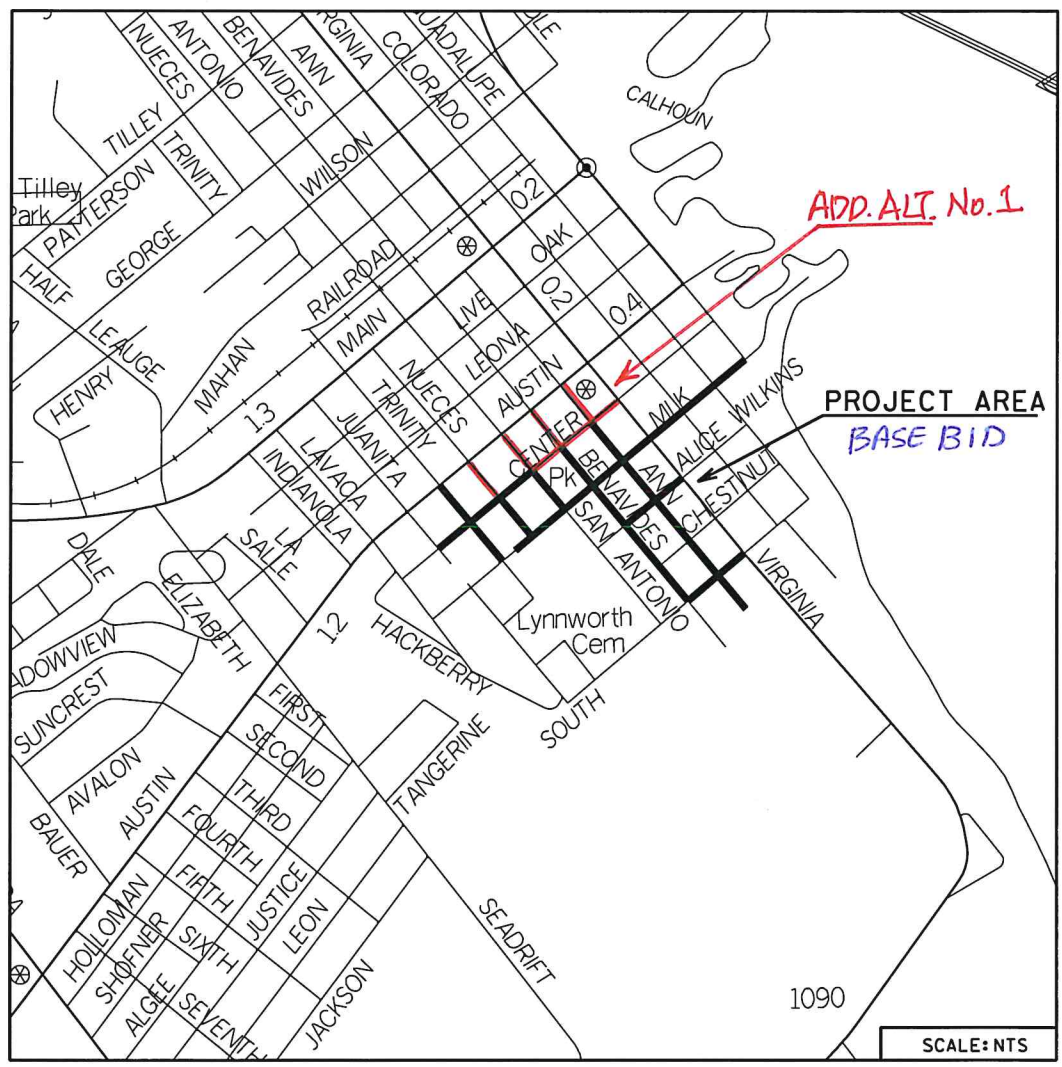 NUECES
ANTONIO
BENAVIDES
ANN
COLORADO
CALHOUN
TILLEY
TRINITY
WILSON
Tilley
Park
PATTERSON
GEORGE
HALF
LEAUGE
HENRY
MAHAN
RAILROAD
MAIN
0.2
OAK
0.2
0.4
LIVE
LEONA
AUSTIN
ADD. ALT. No. 1
1.3
NUECES
TRINITY
JUANITA
LAVACA
INDIANOLA
LA
SALLE
CENTER
PK
MILK
ALICE WILKINS
BENAVIDES
ANN
CHESTNUT
SAN ANTONIO
VIRGINIA
PROJECT AREA
BASE BID
DALE
ELIZABETH
1.2
HACKBERRY
Lynnworth
Cem
SOUTH
SUNCREST
AVALON
AUSTIN
BAUER
FIRST
SECOND
THIRD
FOURTH
FIFTH
SIXTH
SEVENTH
TANGERINE
HOLLOMAN
SHOFNER
ALGEE
JUSTICE
LEON
JACKSON
SEADRIFT
1090
SCALE: NTS